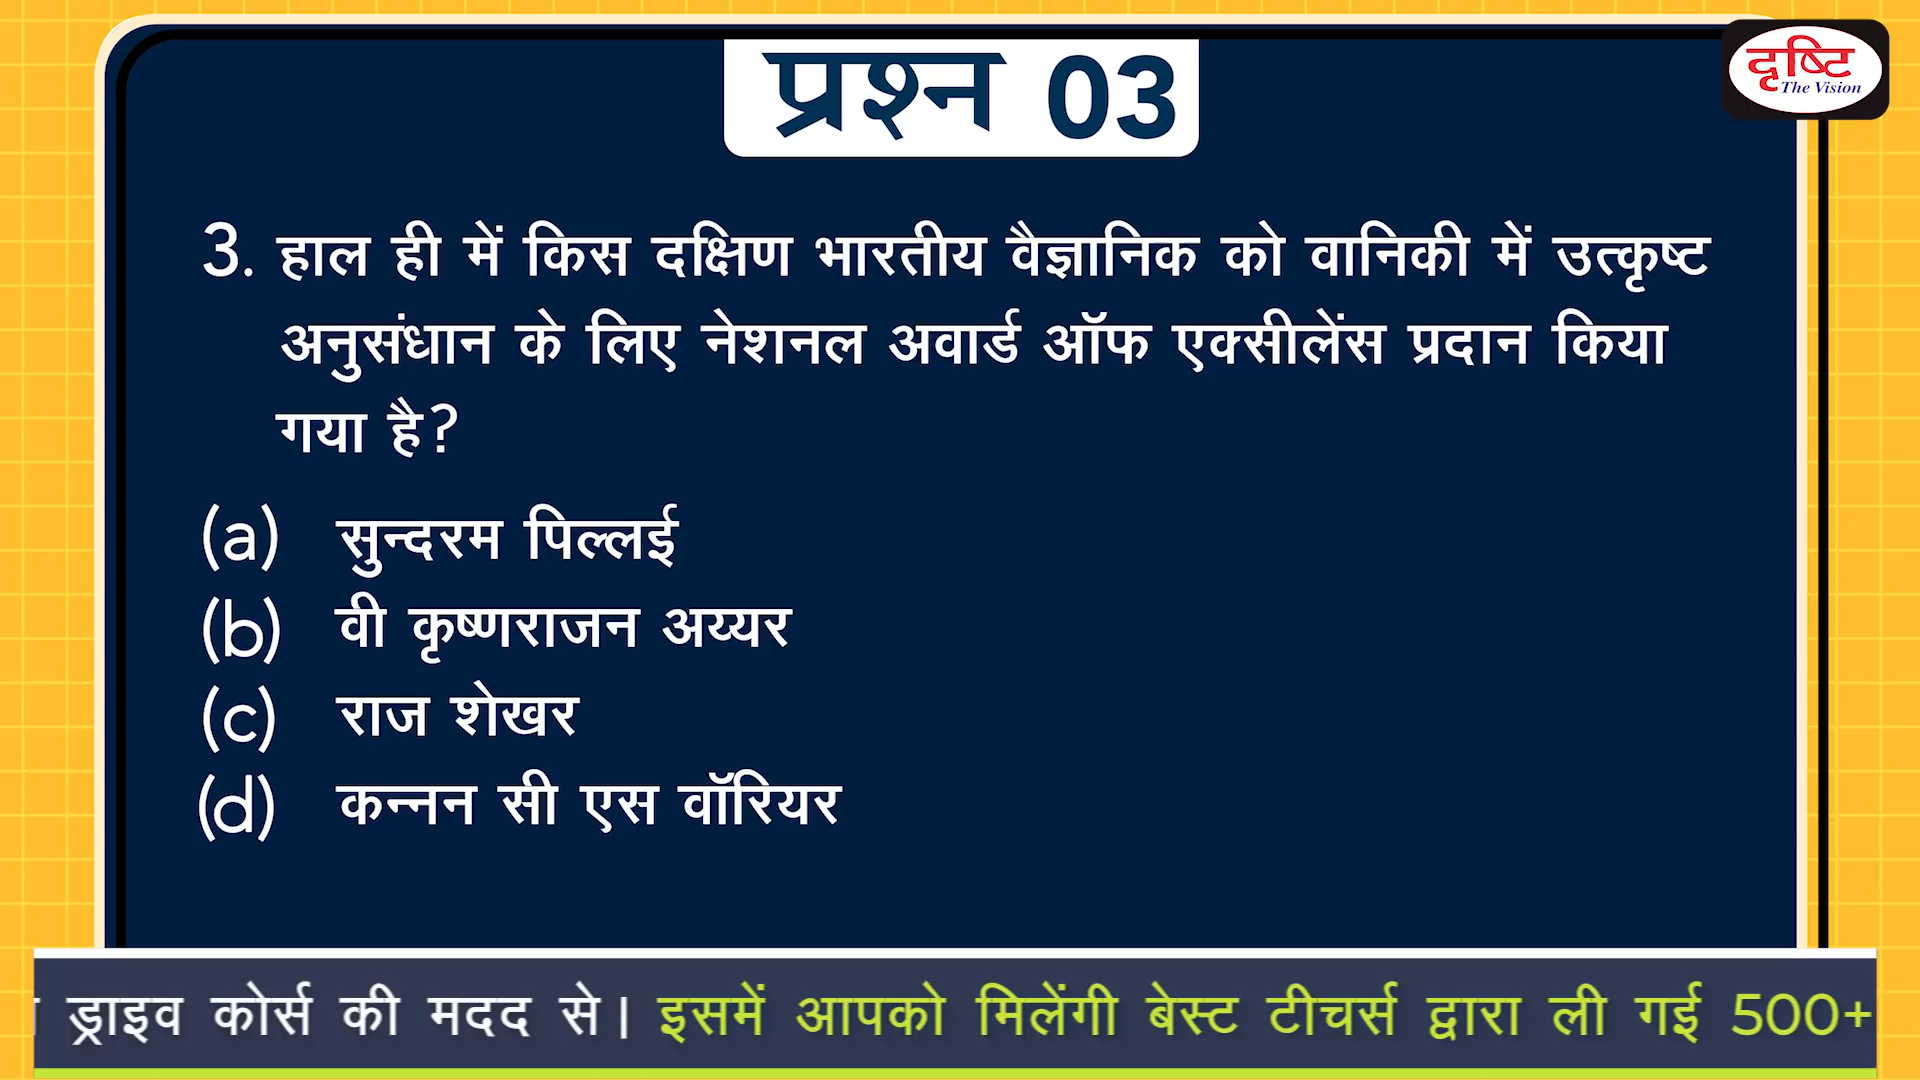 प्रश्न 03
दृष्टि
The Vision
3. हाल ही में किस दक्षिण भारतीय वैज्ञानिक को वानिकी में उत्कृष्ट
अनुसंधान के लिए नेशनल अवार्ड ऑफ एक्सीलेंस प्रदान किया
गया है?
(a) सुन्दरम पिल्लई
(b) वी कृष्णराजन अय्यर
(c) राज शेखर
(d) कन्नन सी एस वॉरियर
ड्राइव कोर्स की मदद से। इसमें आपको मिलेंगी बेस्ट टीचर्स द्वारा ली गई 500+